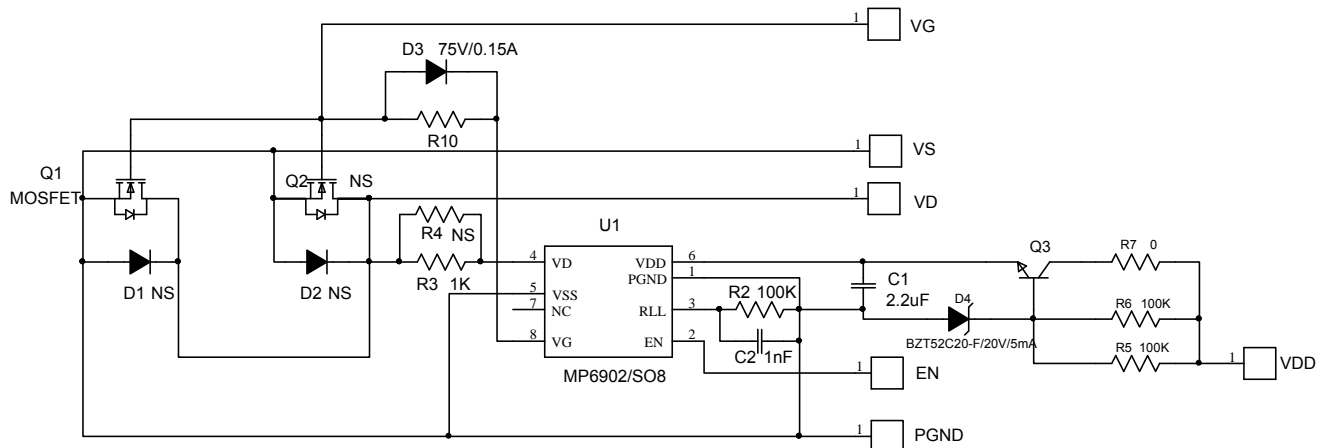 1 VG
D3 75V/0.15A
R10
1 VS
Q1
MOSFET
Q2 NS
1 VD
R4 NS
U1
D1 NS
D2 NS
R3 1K
4 VD
5 VSS
7 NC
8 VG
VDD 6
PGND 1
RLL 3
EN 2
MP6902/SO8
R2 100K
C2 1nF
C1
2.2uF
D4
BZT52C20-F/20V/5mA
Q3
R7 0
R6 100K
R5 100K
1 VDD
1 EN
1 PGND